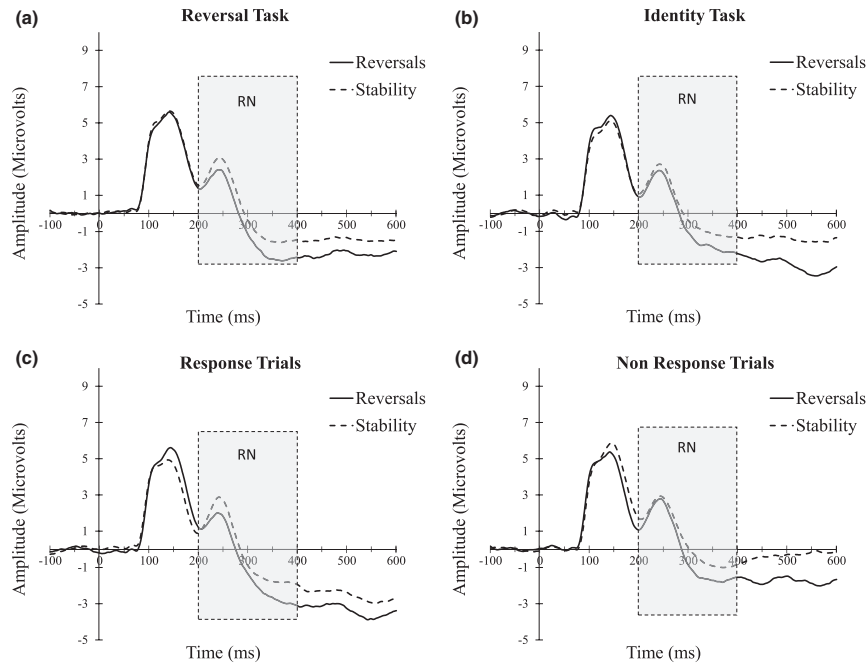 (a) Reversal Task
9
7
5
3
1
-1
-3
-5
-100 0 100 200 300 400 500 600
Amplitude (Microvolts)
Time (ms)
RN
Reversals
Stability
(b) Identity Task
9
7
5
3
1
-1
-3
-5
-100 0 100 200 300 400 500 600
Amplitude (Microvolts)
Time (ms)
RN
Reversals
Stability
(c) Response Trials
9
7
5
3
1
-1
-3
-5
-100 0 100 200 300 400 500 600
Amplitude (Microvolts)
Time (ms)
RN
Reversals
Stability
(d) Non Response Trials
9
7
5
3
1
-1
-3
-5
-100 0 100 200 300 400 500 600
Amplitude (Microvolts)
Time (ms)
RN
Reversals
Stability